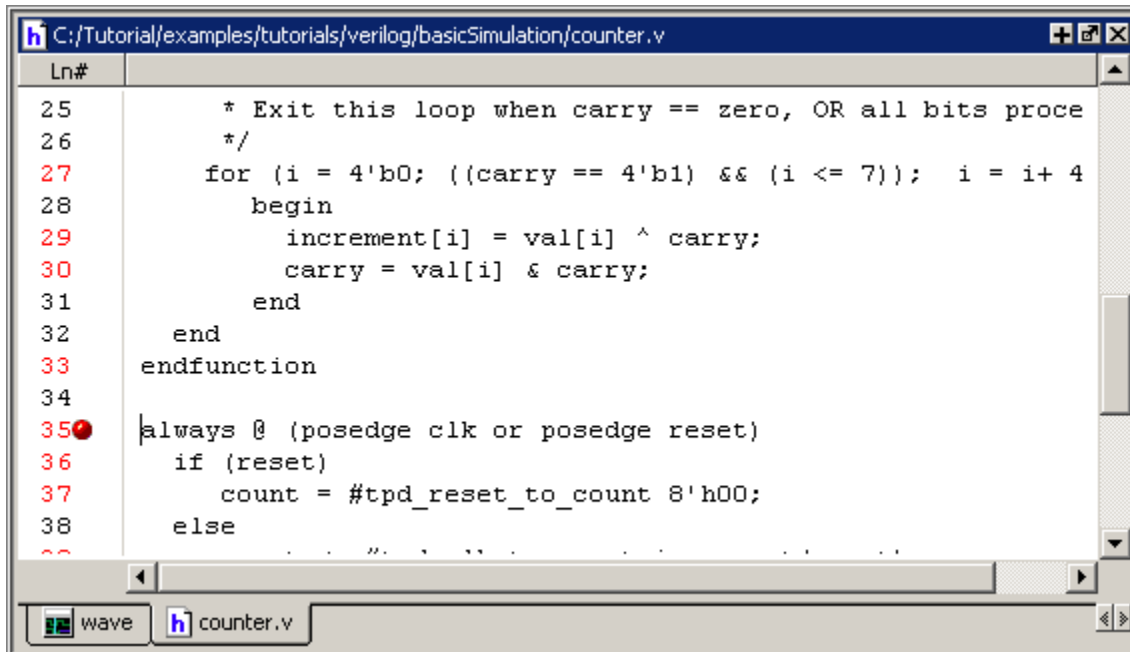 C:/Tutorial/examples/tutorials/verilog/basicSimulation/counter.v
Ln#
25 * Exit this loop when carry == zero, OR all bits proce
26 */
27 for (i = 4'b0; ((carry == 4'b1) && (i <= 7)); i = i+ 4
28 begin
29 increment[i] = val[i] ^ carry;
30 carry = val[i] & carry;
31 end
32 end
33 endfunction
34
35 always @ (posedge clk or posedge reset)
36 if (reset)
37 count = #tpd_reset_to_count 8'h00;
38 else
wave counter.v